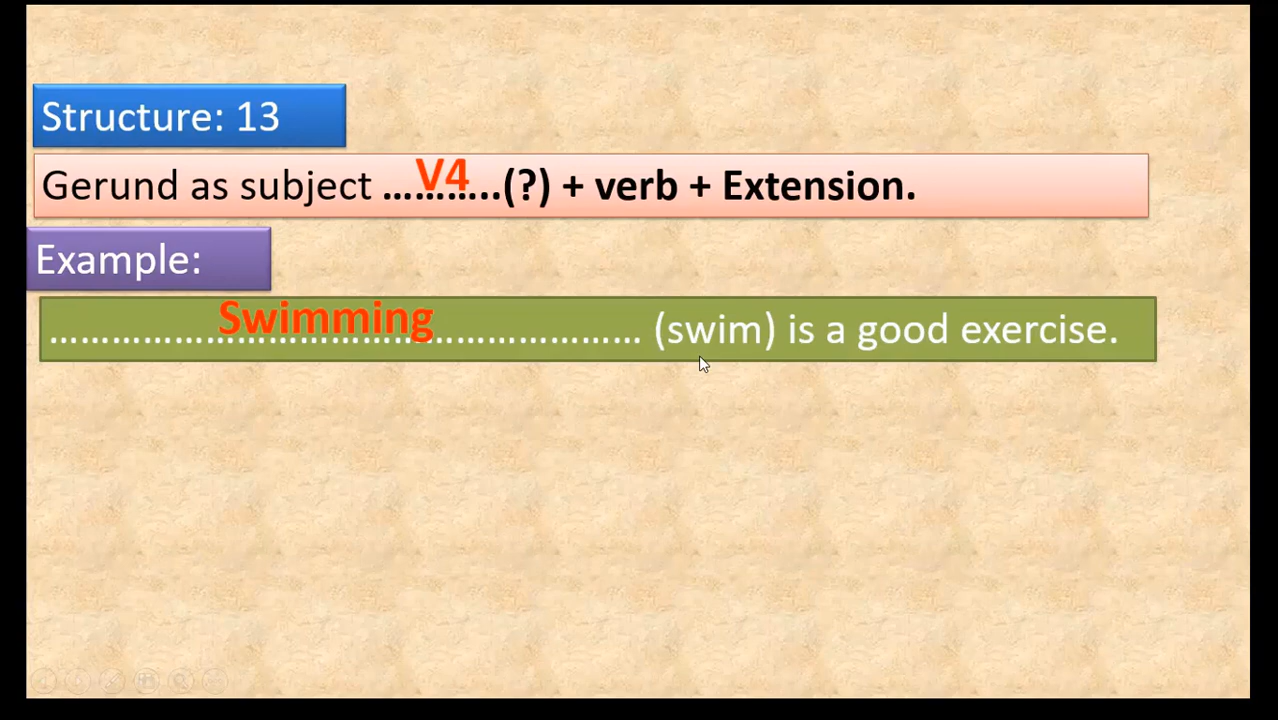 Structure: 13
Gerund as subject ………..(?) + verb + Extension.
V4
Example:
Swimming
………………………………………………… (swim) is a good exercise.